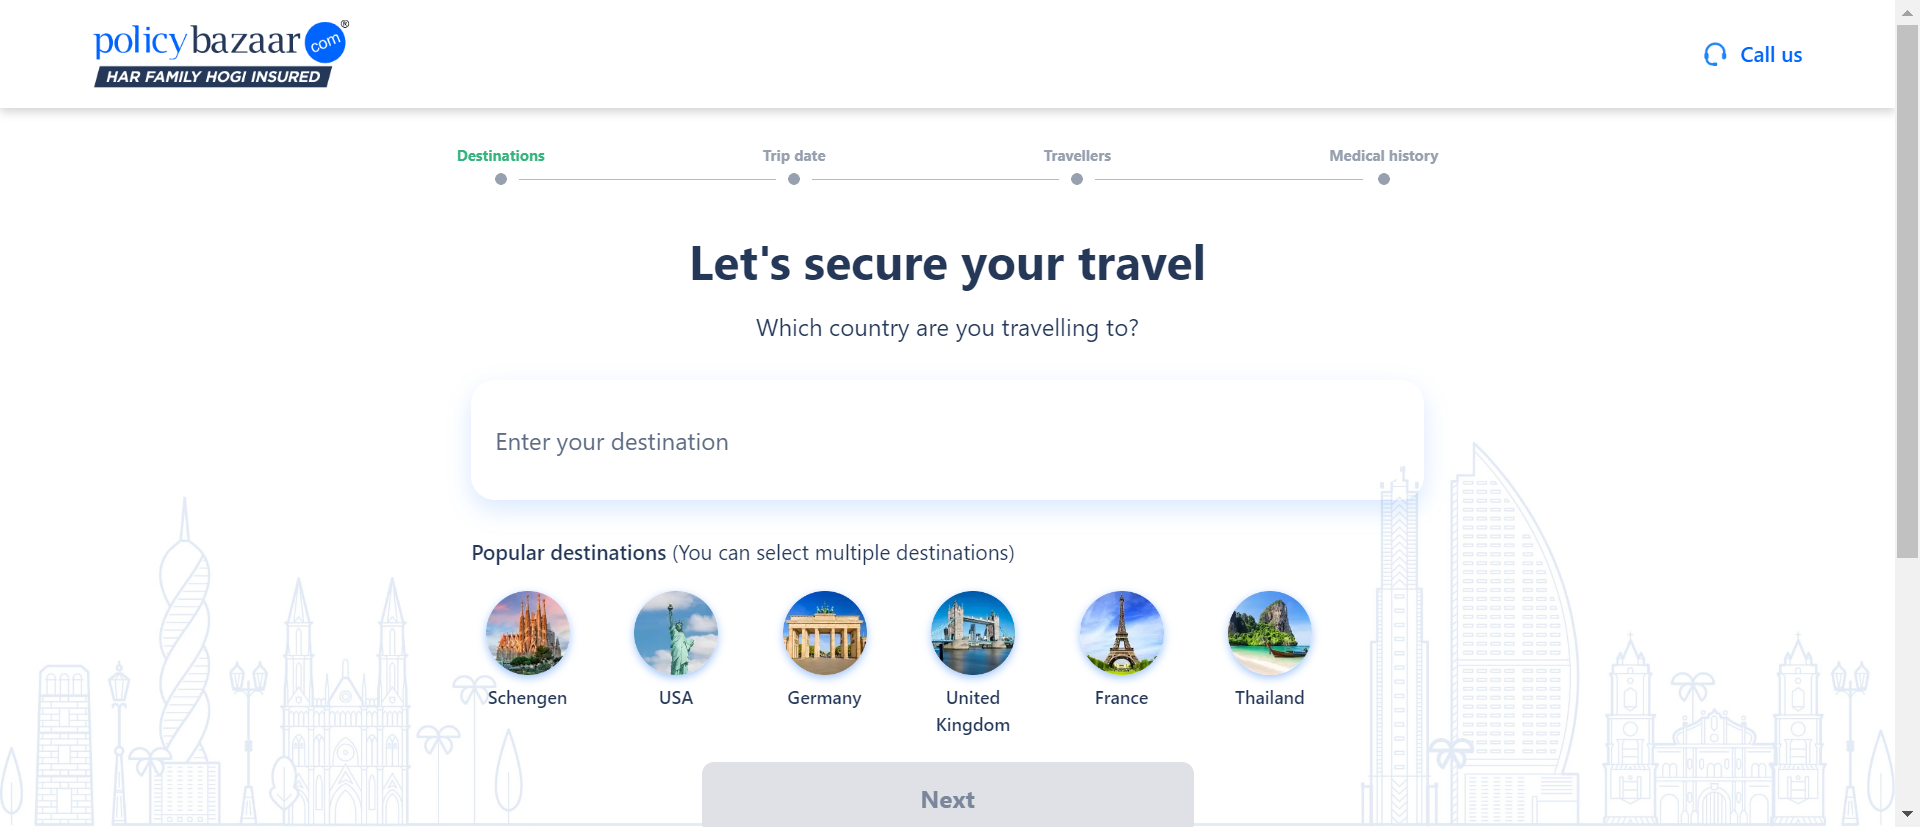 policybazaar com ®
HAR FAMILY HOGI INSURED
Call us
Destinations
Trip date
Travellers
Medical history
Let's secure your travel
Which country are you travelling to?
Enter your destination
Popular destinations (You can select multiple destinations)
Schengen
USA
Germany
United
Kingdom
France
Thailand
Next